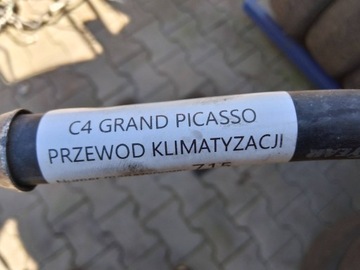 C4 GRAND PICASSO
PRZEWOD KLIMATYZACJI